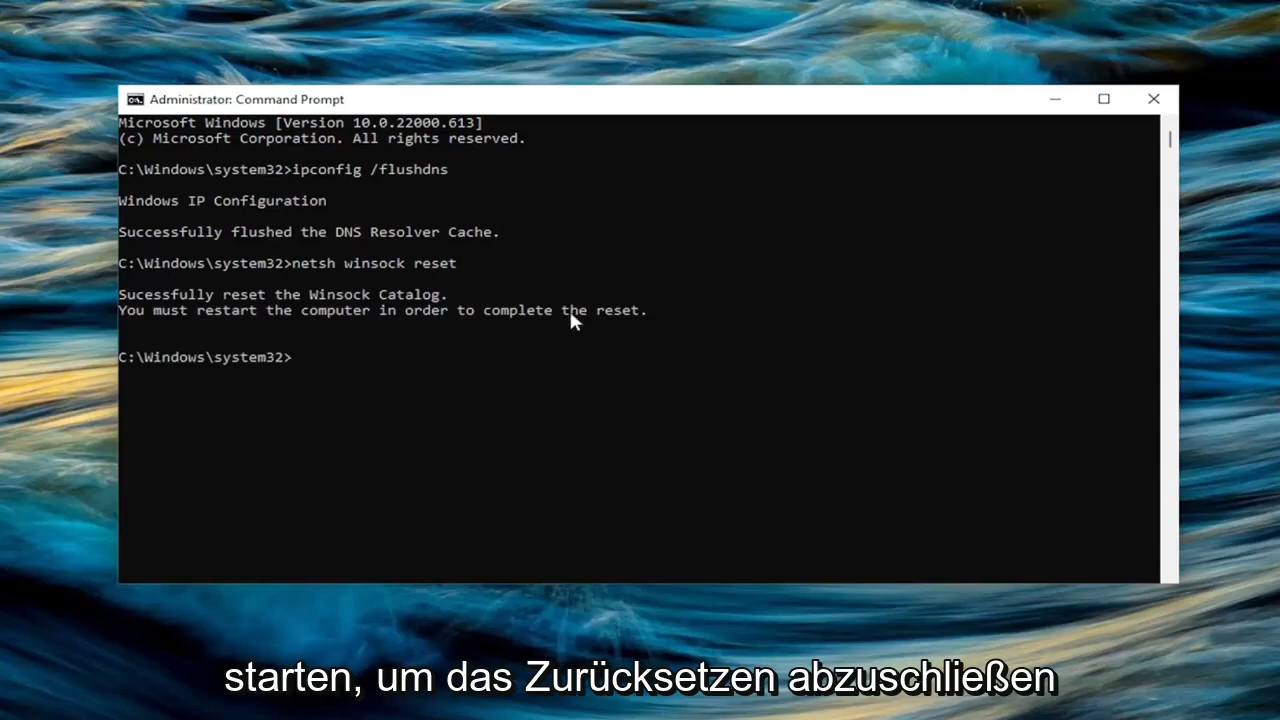 Administrator: Command Prompt
Microsoft Windows [Version 10.0.22000.613]
(c) Microsoft Corporation. All rights reserved.
C:\Windows\system32>ipconfig /flushdns
Windows IP Configuration
Successfully flushed the DNS Resolver Cache.
C:\Windows\system32>netsh winsock reset
Sucessfully reset the Winsock Catalog.
You must restart the computer in order to complete the reset.
C:\Windows\system32>
starten, um das Zurücksetzen abzuschließen